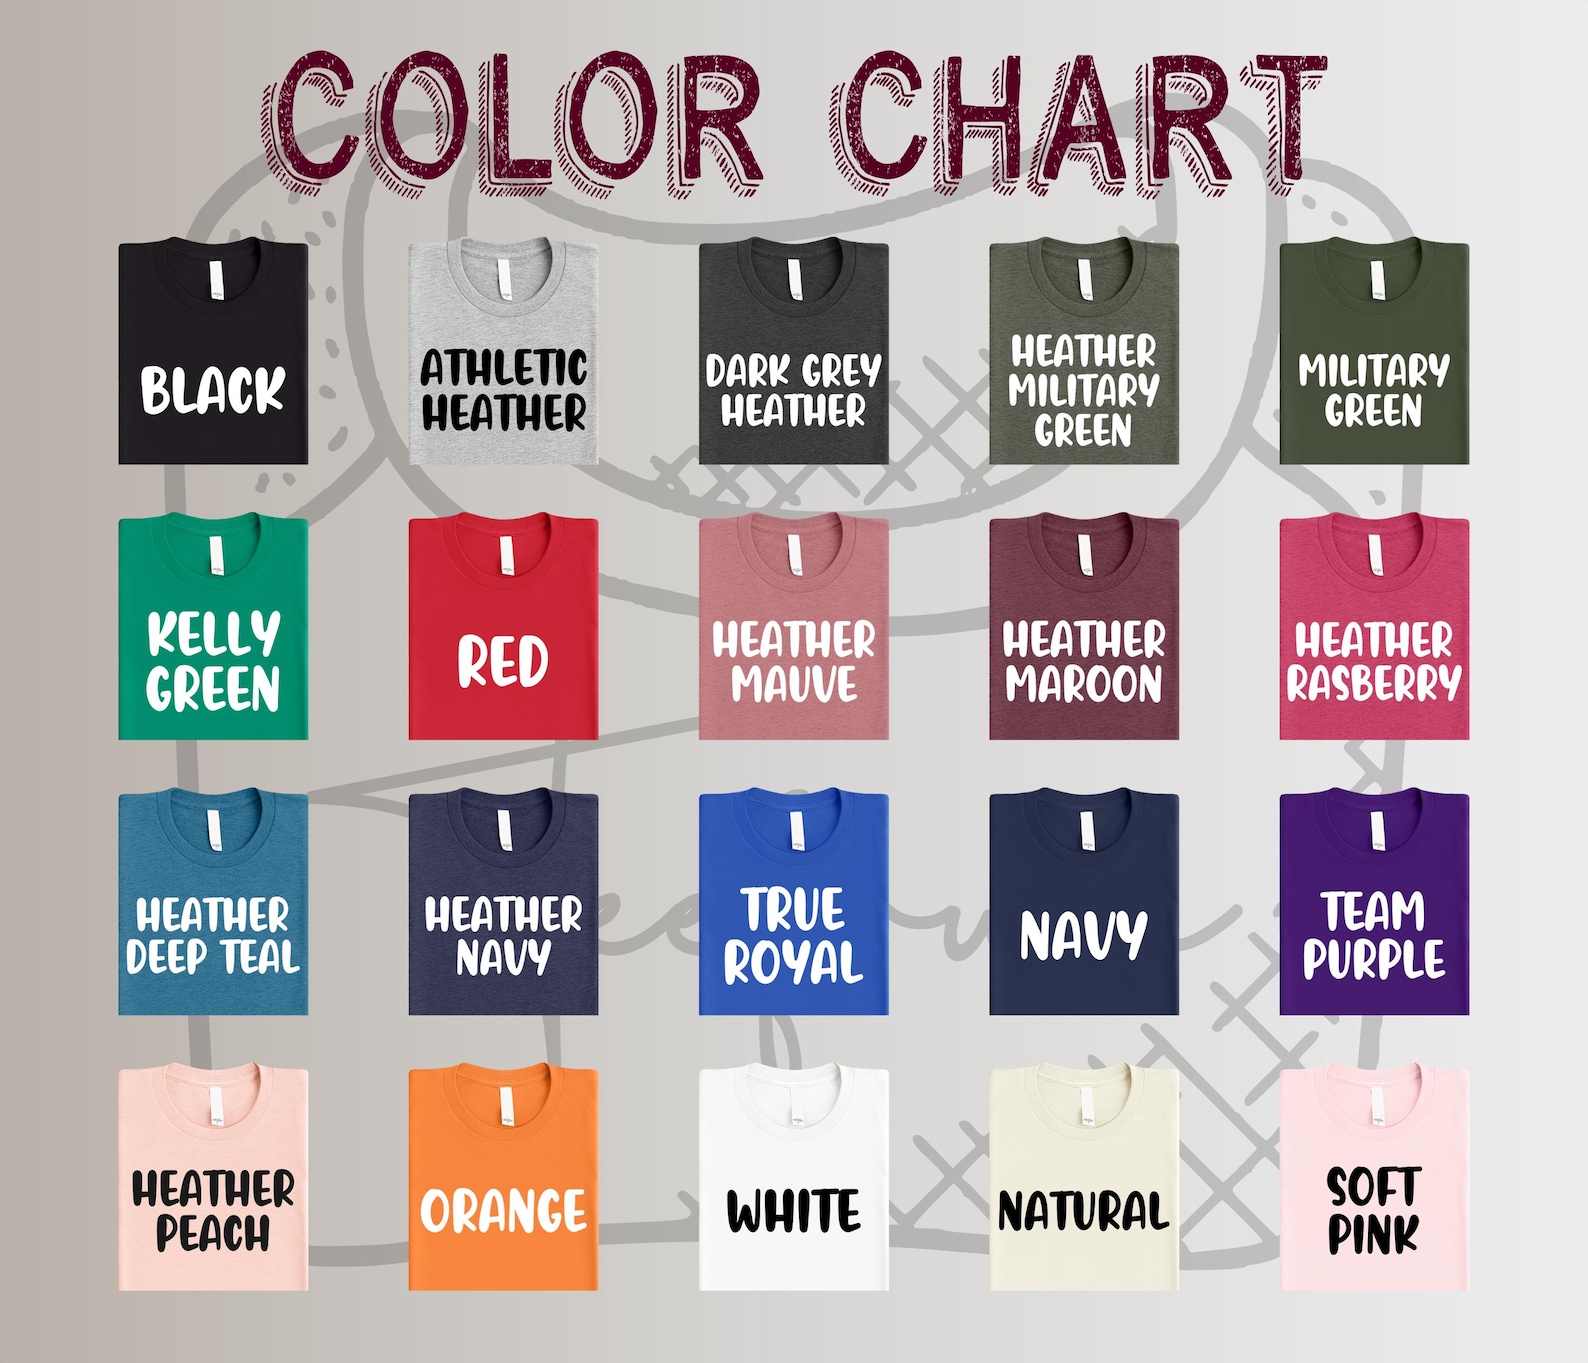 COLOR CHART
BLACK
ATHLETIC
HEATHER
DARK GREY
HEATHER
HEATHER
MILITARY
GREEN
MILITARY
GREEN
KELLY
GREEN
RED
HEATHER
MAUVE
HEATHER
MAROON
HEATHER
RASBERRY
HEATHER
DEEP TEAL
HEATHER
NAVY
TRUE
ROYAL
NAVY
TEAM
PURPLE
HEATHER
PEACH
ORANGE
WHITE
NATURAL
SOFT
PINK